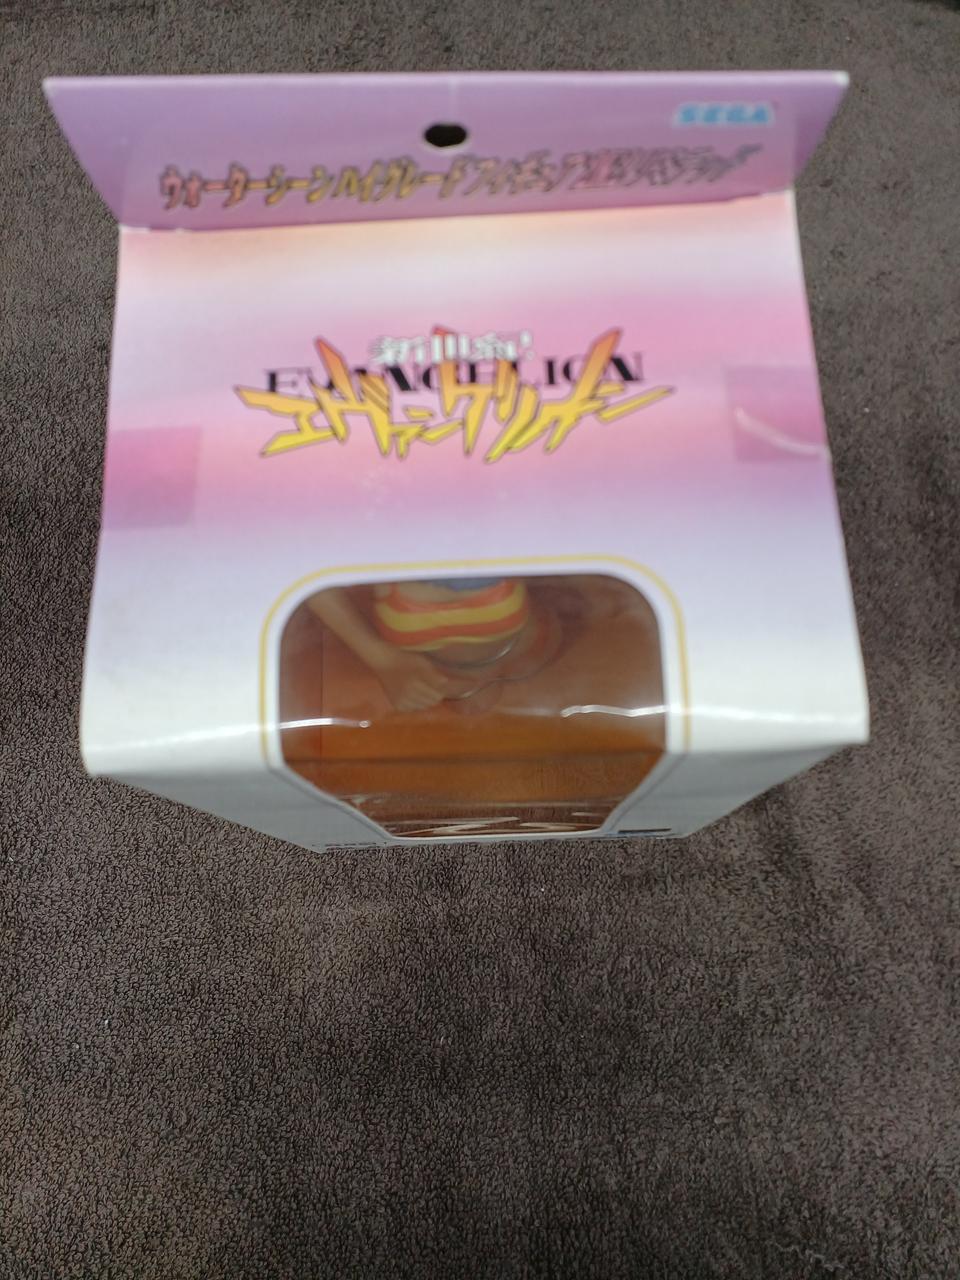 SEGA
ウォーターシーンハイグレードフィギュア
新世紀
EVANGELION
エヴァンゲリオン